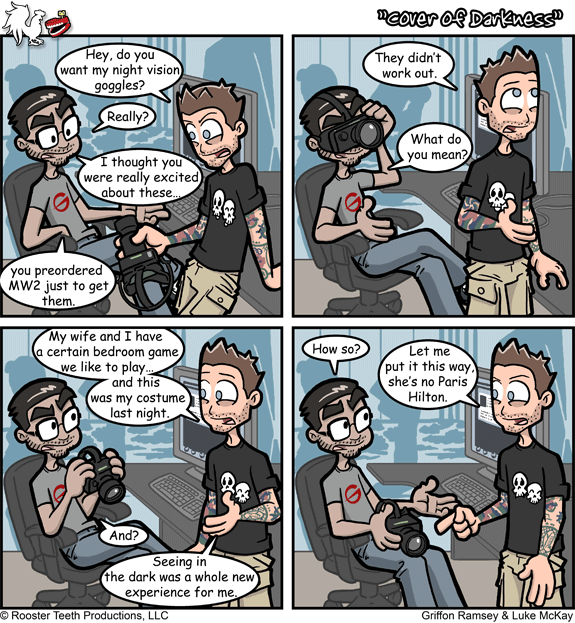 "Cover of Darkness"
Hey, do you
want my night vision
goggles?
Really?
I thought you
were really excited
about these...
you preordered
MW2 just to get
them.
They didn't
work out.
What do
you mean?
My wife and I have
a certain bedroom game
we like to play...
and this
was my costume
last night.
And?
Seeing in
the dark was a whole new
experience for me.
How so?
Let me
put it this way,
she's no Paris
Hilton.
© Rooster Teeth Productions, LLC
Griffon Ramsey & Luke McKay